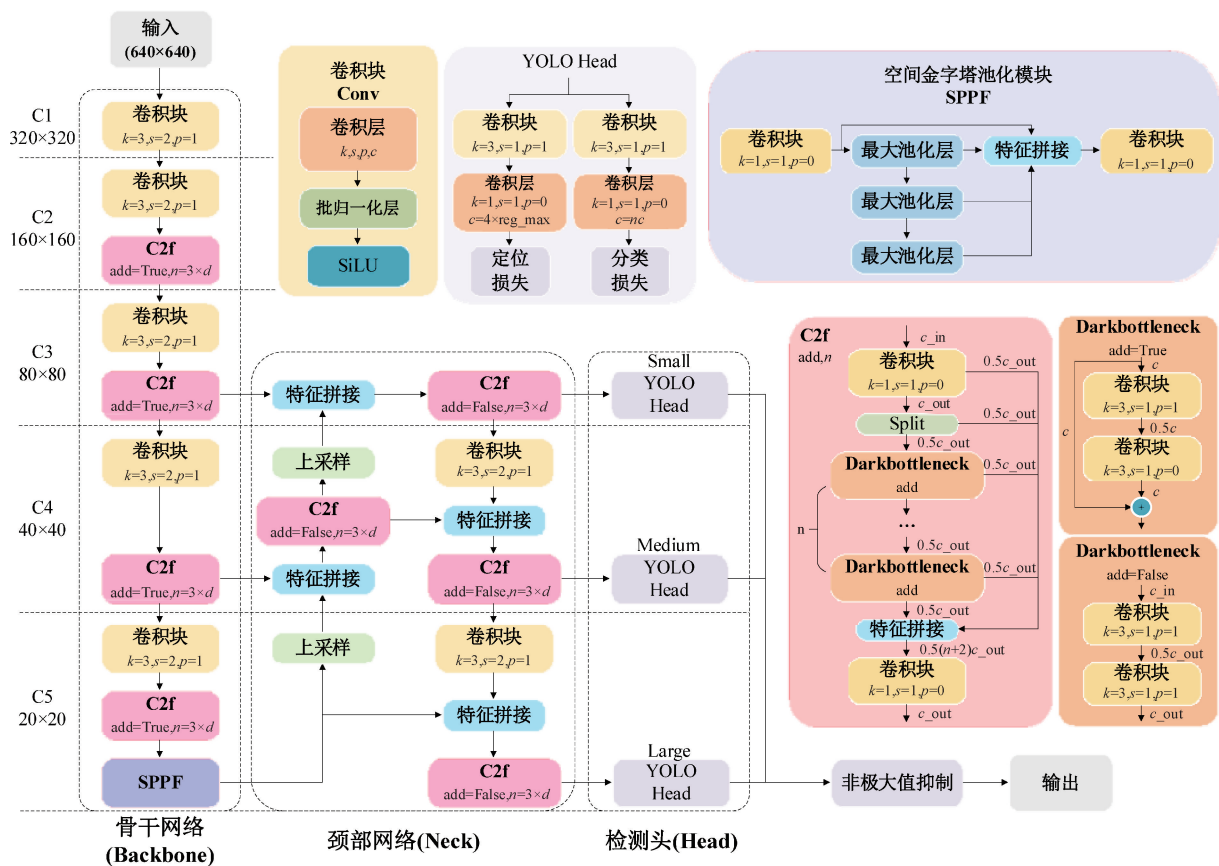 输入
(640×640)
C1
320×320
卷积块
k=3,s=2,p=1
C2
160×160
卷积块
k=3,s=2,p=1
C2f
add=True,n=3×d
C3
80×80
卷积块
k=3,s=2,p=1
C2f
add=True,n=3×d
C4
40×40
卷积块
k=3,s=2,p=1
C2f
add=True,n=3×d
C5
20×20
卷积块
k=3,s=2,p=1
C2f
add=True,n=3×d
SPPF
骨干网络
(Backbone)
卷积块
Conv
卷积层
k,s,p,c
批归一化层
SiLU
YOLO Head
卷积块
k=3,s=1,p=1
卷积层
k=1,s=1,p=0
c=4×reg_max
定位
损失
卷积块
k=3,s=1,p=1
卷积层
k=1,s=1,p=0
c=nc
分类
损失
空间金字塔池化模块
SPPF
卷积块
k=1,s=1,p=0
最大池化层
最大池化层
最大池化层
特征拼接
卷积块
k=1,s=1,p=0
特征拼接
上采样
C2f
add=False,n=3×d
特征拼接
上采样
C2f
add=False,n=3×d
卷积块
k=3,s=2,p=1
特征拼接
C2f
add=False,n=3×d
卷积块
k=3,s=2,p=1
特征拼接
C2f
add=False,n=3×d
颈部网络(Neck)
Small
YOLO
Head
Medium
YOLO
Head
Large
YOLO
Head
检测头(Head)
非极大值抑制
输出
C2f
add,n
c_in
卷积块
k=1,s=1,p=0
0.5c_out
c_out
Split
0.5c_out
0.5c_out
Darkbottleneck
add
0.5c_out
n
...
0.5c_out
Darkbottleneck
add
0.5c_out
0.5c_out
特征拼接
0.5(n+2)c_out
卷积块
k=1,s=1,p=0
c_out
Darkbottleneck
add=True
c
卷积块
k=3,s=1,p=1
0.5c
c
卷积块
k=3,s=1,p=0
c
+
Darkbottleneck
add=False
c_in
卷积块
k=3,s=1,p=1
0.5c_out
卷积块
k=3,s=1,p=1
c_out